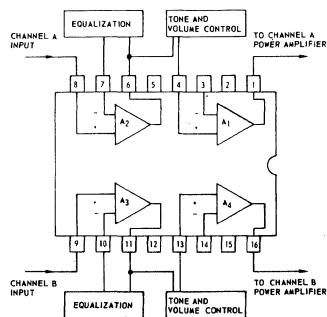 EQUALIZATION
TONE AND
VOLUME CONTROL
CHANNEL A
INPUT
TO CHANNEL A
POWER AMPLIFIER
8 7 6 5 4 3 2 1
+ − A2 + − A1
+ − A3 + − A4
9 10 11 12 13 14 15 16
CHANNEL B
INPUT
TO CHANNEL B
POWER AMPLIFIER
EQUALIZATION
TONE AND
VOLUME CONTROL